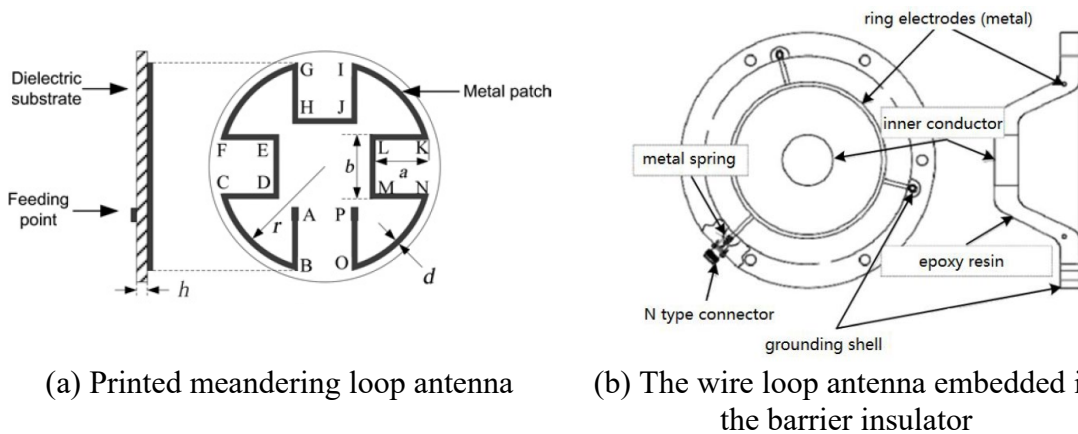 Dielectric
substrate
Feeding
point
h
G I
H J
F E
L K
C D
M N
b
a
r
A P
B O
d
Metal patch
ring electrodes (metal)
inner conductor
metal spring
epoxy resin
N type connector
grounding shell
(a) Printed meandering loop antenna
(b) The wire loop antenna embedded i
the barrier insulator